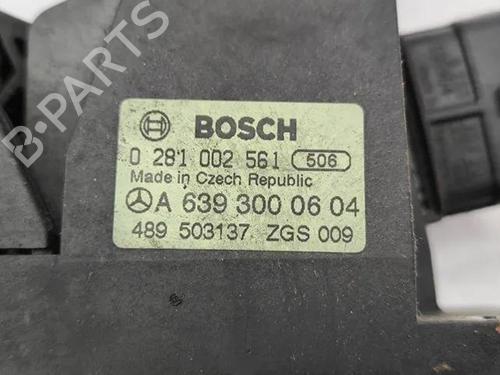 B-PARTS
BOSCH
0 281 002 561 506
Made in Czech Republic
A 639 300 06 04
489 503137 ZGS 009